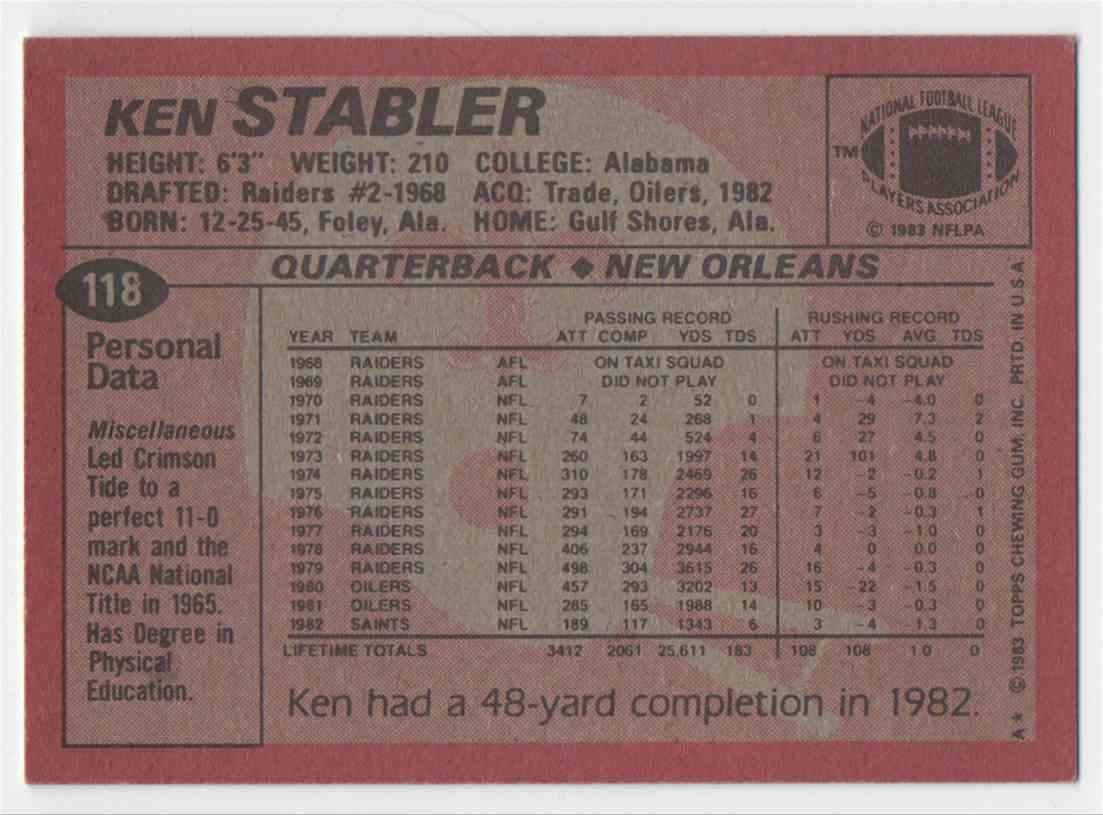 KEN STABLER
HEIGHT: 6'3" WEIGHT: 210 COLLEGE: Alabama
DRAFTED: Raiders #2-1968 ACQ: Trade, Oilers, 1982
BORN: 12-25-45, Foley, Ala. HOME: Gulf Shores, Ala.
NATIONAL FOOTBALL LEAGUE
TM
PLAYERS ASSOCIATION
© 1983 NFLPA
118
QUARTERBACK ◆ NEW ORLEANS
Personal
Data
Miscellaneous
Led Crimson
Tide to a
perfect 11-0
mark and the
NCAA National
Title in 1965.
Has Degree in
Physical
Education.
PASSING RECORD RUSHING RECORD
YEAR TEAM ATT COMP YDS TDS ATT YDS AVG TDS
1968 RAIDERS AFL ON TAXI SQUAD ON TAXI SQUAD
1969 RAIDERS AFL DID NOT PLAY DID NOT PLAY
1970 RAIDERS NFL 7 2 52 0 1 -4 -4.0 0
1971 RAIDERS NFL 48 24 268 1 4 29 7.3 2
1972 RAIDERS NFL 74 44 524 4 6 27 4.5 0
1973 RAIDERS NFL 260 163 1997 14 21 101 4.8 0
1974 RAIDERS NFL 310 178 2469 26 12 -2 -0.2 1
1975 RAIDERS NFL 293 171 2296 16 6 -5 -0.8 0
1976 RAIDERS NFL 291 194 2737 27 7 -2 -0.3 1
1977 RAIDERS NFL 294 169 2176 20 3 -3 -1.0 0
1978 RAIDERS NFL 406 237 2944 16 4 0 0.0 0
1979 RAIDERS NFL 498 304 3615 26 16 -4 -0.3 0
1980 OILERS NFL 457 293 3202 13 15 -22 -1.5 0
1981 OILERS NFL 285 165 1988 14 10 -3 -0.3 0
1982 SAINTS NFL 189 117 1343 6 3 -4 -1.3 0
LIFETIME TOTALS 3412 2061 25,611 183 108 108 1.0 0
Ken had a 48-yard completion in 1982.
A★ ©1983 TOPPS CHEWING GUM, INC. PRTD. IN U.S.A.